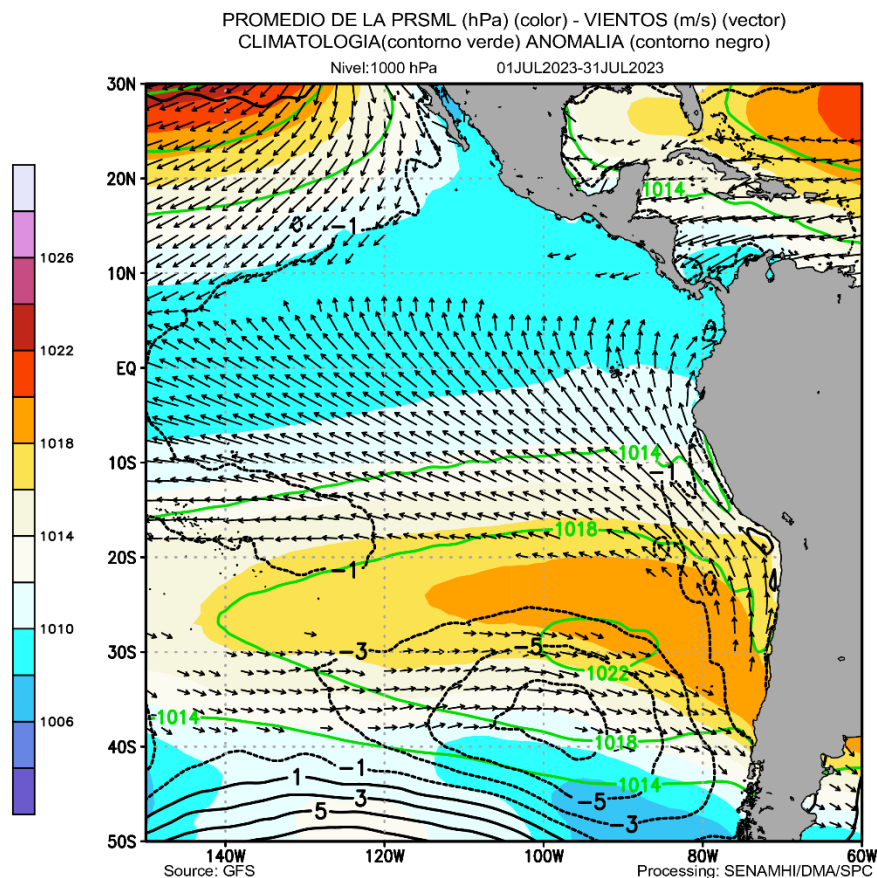 PROMEDIO DE LA PRSML (hPa) (color) - VIENTOS (m/s) (vector)
CLIMATOLOGIA(contorno verde) ANOMALIA (contorno negro)
Nivel:1000 hPa 01JUL2023-31JUL2023
30N
20N
10N
EQ
10S
20S
30S
40S
50S
1026
1022
1018
1014
1010
1006
1014
0
-1
1014
-1
1018
-1
-3
-5
1022
1014
1018
-1
1
1014
3
-5
5
-3
140W 120W 100W 80W 60W
Source: GFS Processing: SENAMHI/DMA/SPC